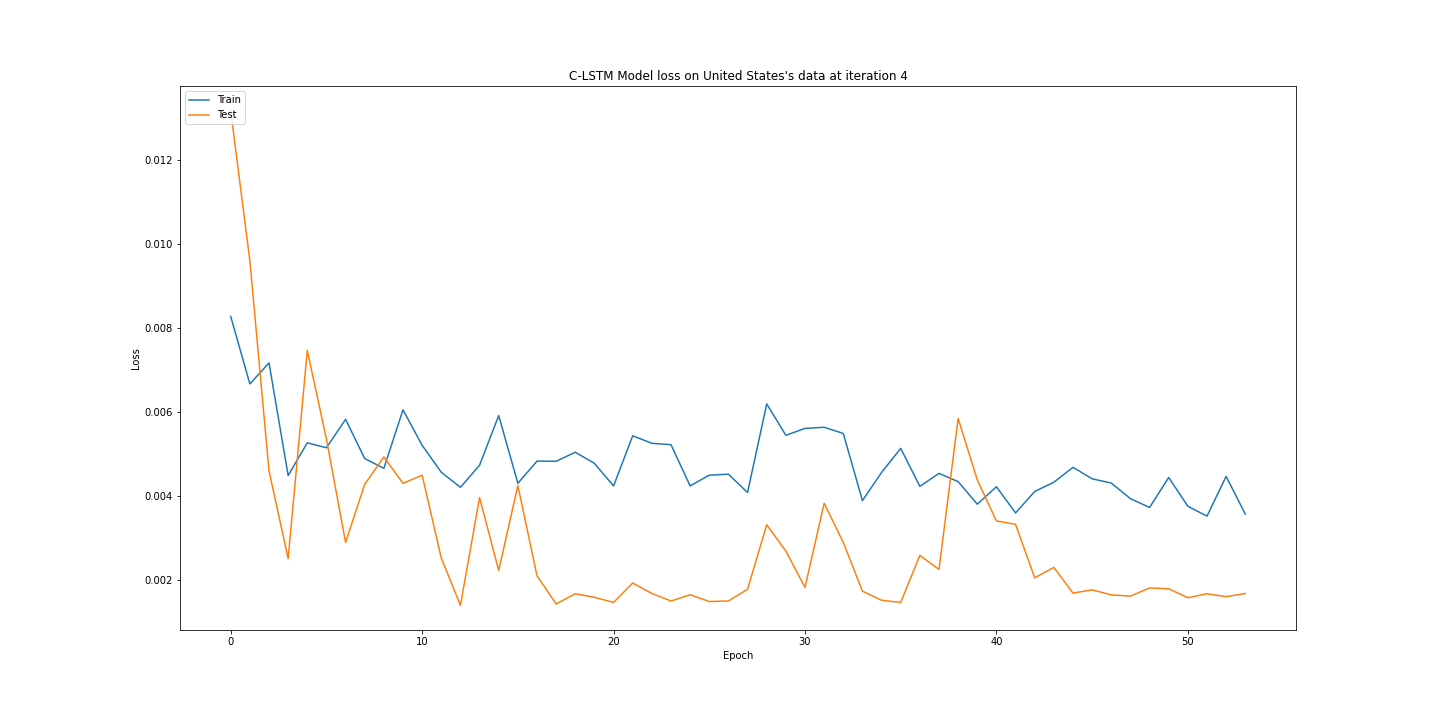 C-LSTM Model loss on United States's data at iteration 4
Train
Test
0.012
0.010
0.008
0.006
0.004
0.002
Loss
0 10 20 30 40 50
Epoch